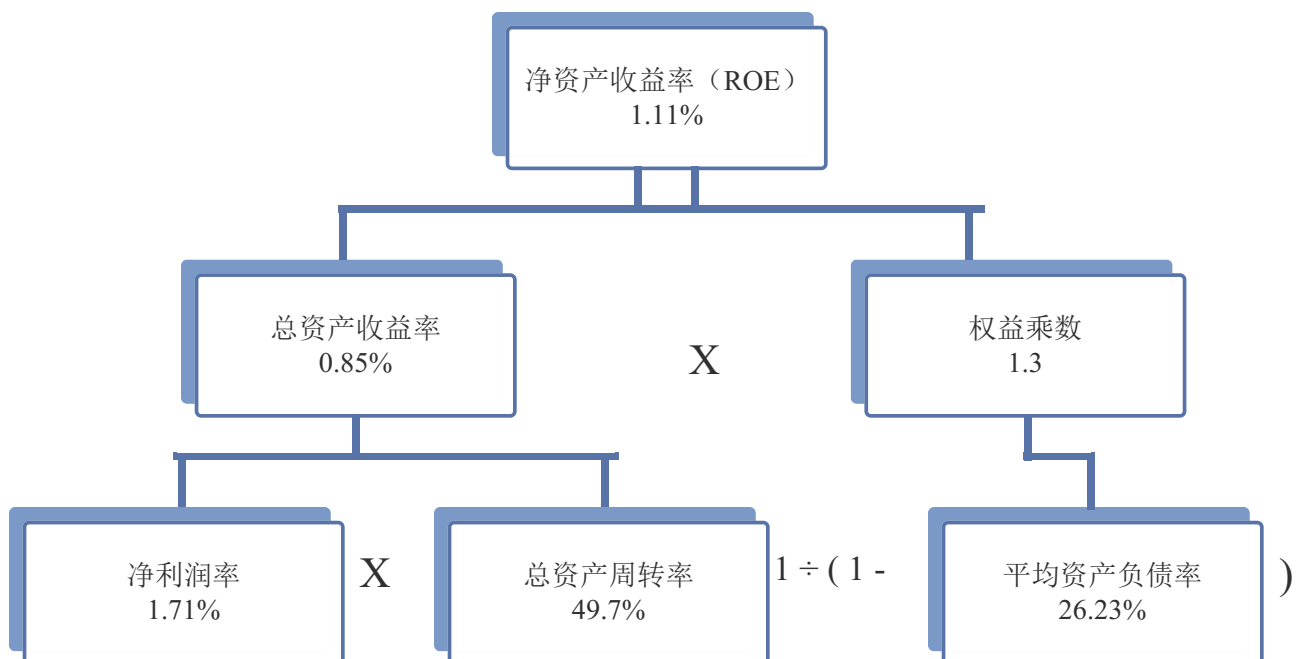 净资产收益率（ROE）
1.11%
总资产收益率
0.85%
X
权益乘数
1.3
净利润率
1.71%
X
总资产周转率
49.7%
1 ÷ ( 1 -
平均资产负债率
26.23%
)